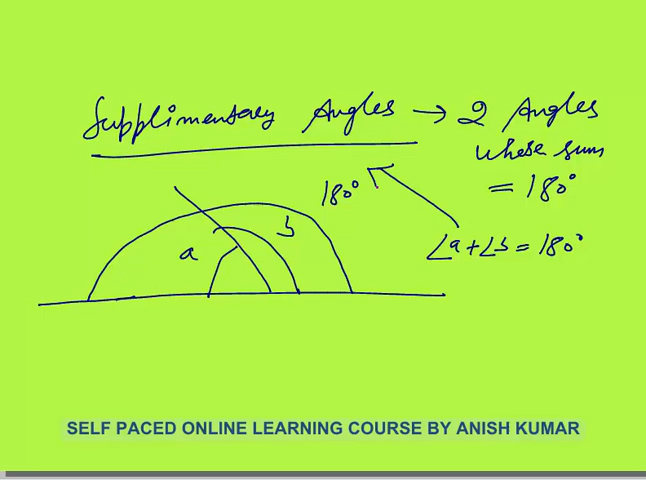 Supplimentary Angles → 2 Angles
whose sum
= 180°
180°
a
b
∠a + ∠b = 180°
SELF PACED ONLINE LEARNING COURSE BY ANISH KUMAR